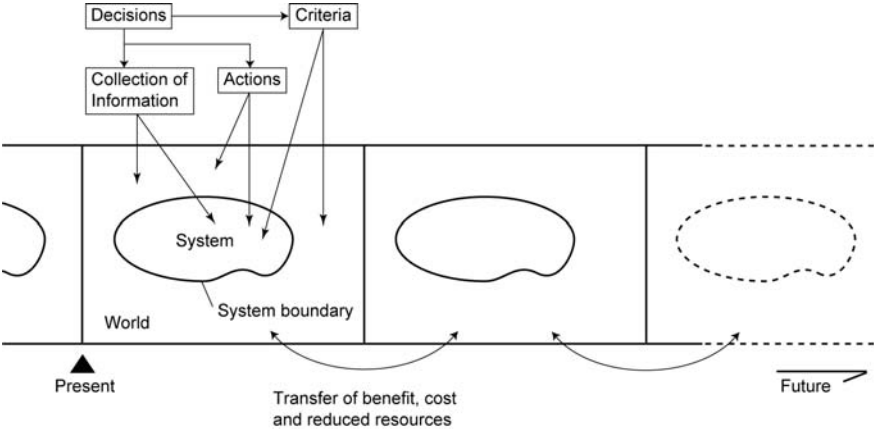 Decisions
Criteria
Collection of
Information
Actions
System
System boundary
World
Present
Transfer of benefit, cost
and reduced resources
Future